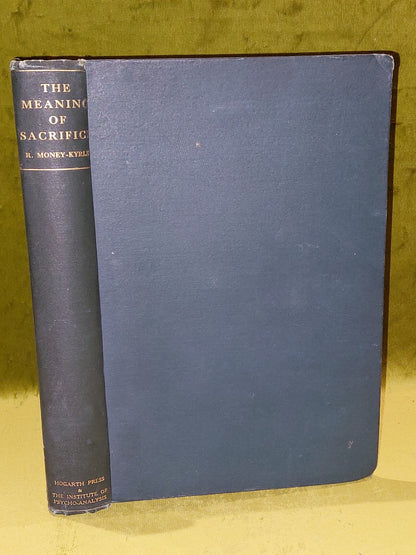 THE
MEANING
OF
SACRIFICE
R. MONEY-KYRLE
HOGARTH PRESS
&
THE INSTITUTE OF
PSYCHO-ANALYSIS